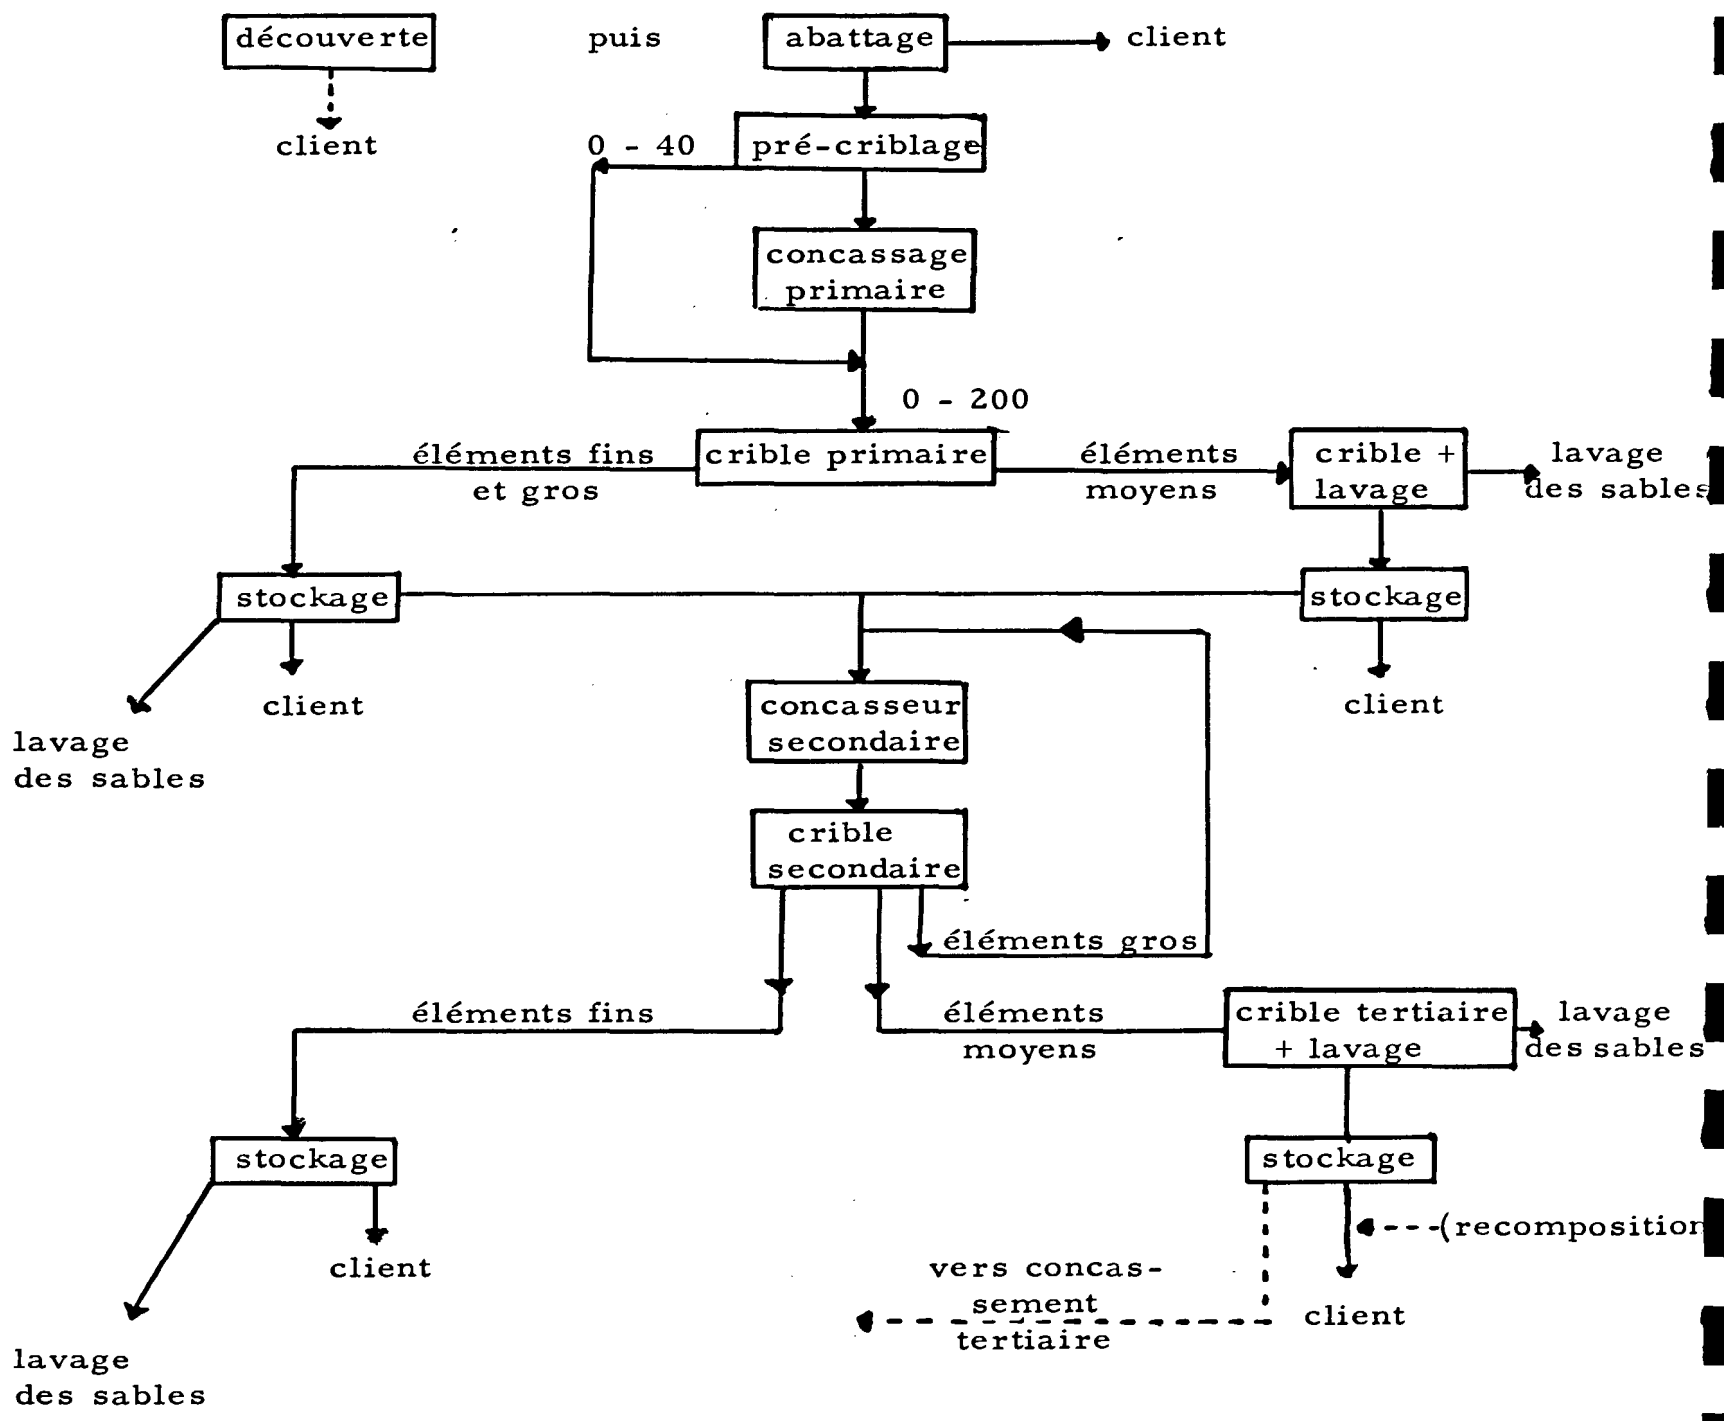 découverte puis abattage client
client
0 - 40 pré-criblage
concassage
primaire
0 - 200
éléments fins
et gros
crible primaire
éléments
moyens
crible +
lavage
lavage
des sables
stockage
stockage
client
client
lavage
des sables
concasseur
secondaire
crible
secondaire
éléments gros
éléments fins
éléments
moyens
crible tertiaire
+ lavage
lavage
des sables
stockage
stockage
(recomposition
client
client
vers concas-
sement
tertiaire
lavage
des sables